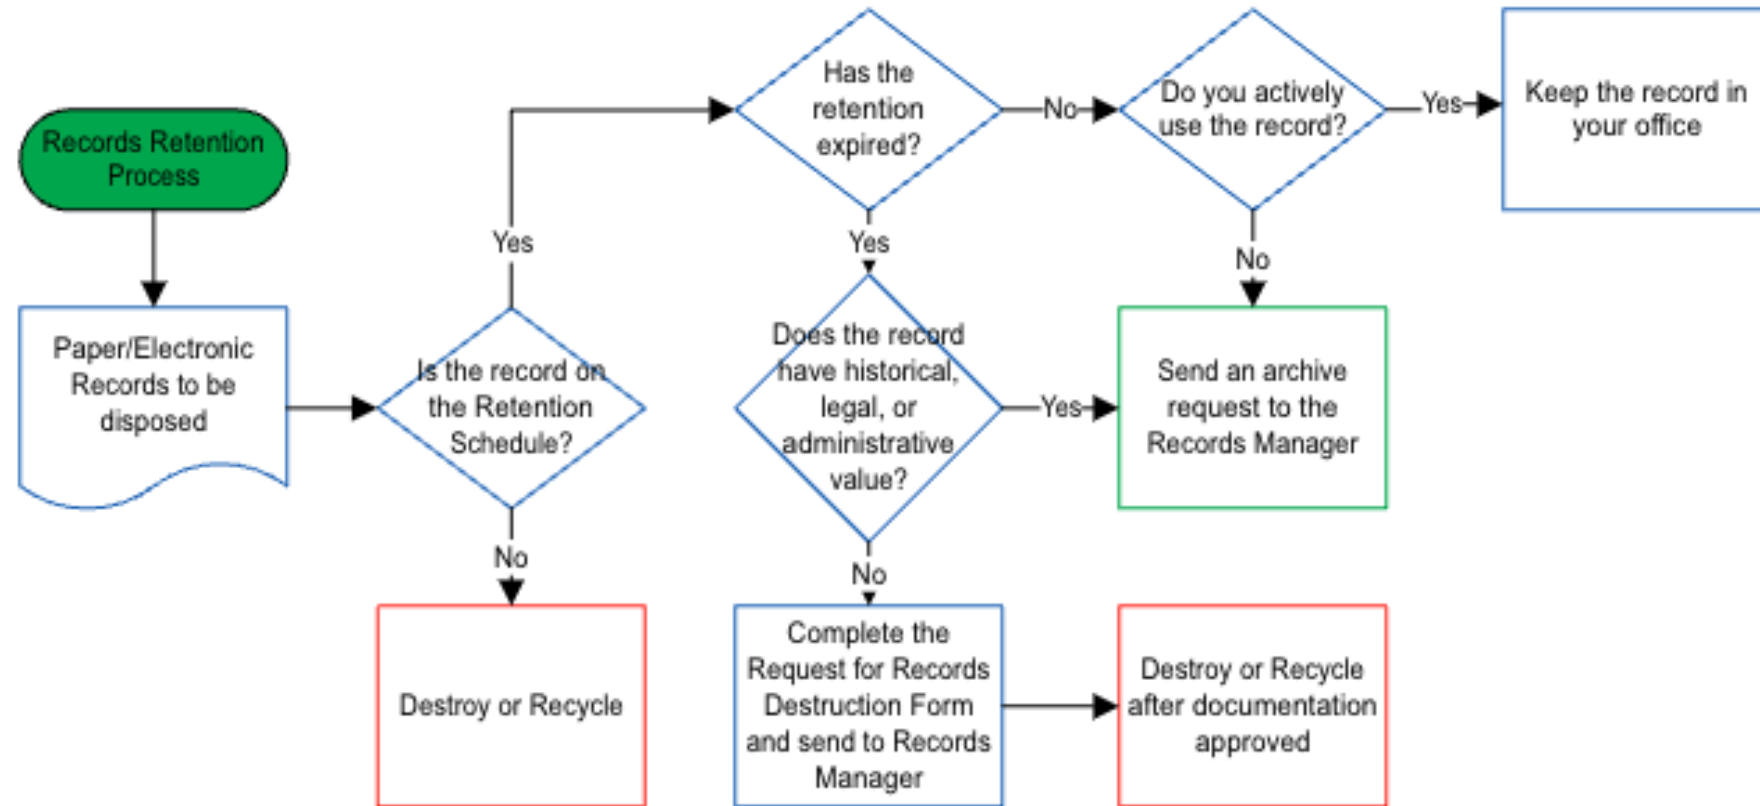 Records Retention
Process
Paper/Electronic
Records to be
disposed
Is the record on
the Retention
Schedule?
Yes
No
Destroy or Recycle
Has the
retention
expired?
No
Yes
Do you actively
use the record?
Yes
No
Keep the record in
your office
Does the record
have historical,
legal, or
administrative
value?
Yes
No
Send an archive
request to the
Records Manager
Complete the
Request for Records
Destruction Form
and send to Records
Manager
Destroy or Recycle
after documentation
approved